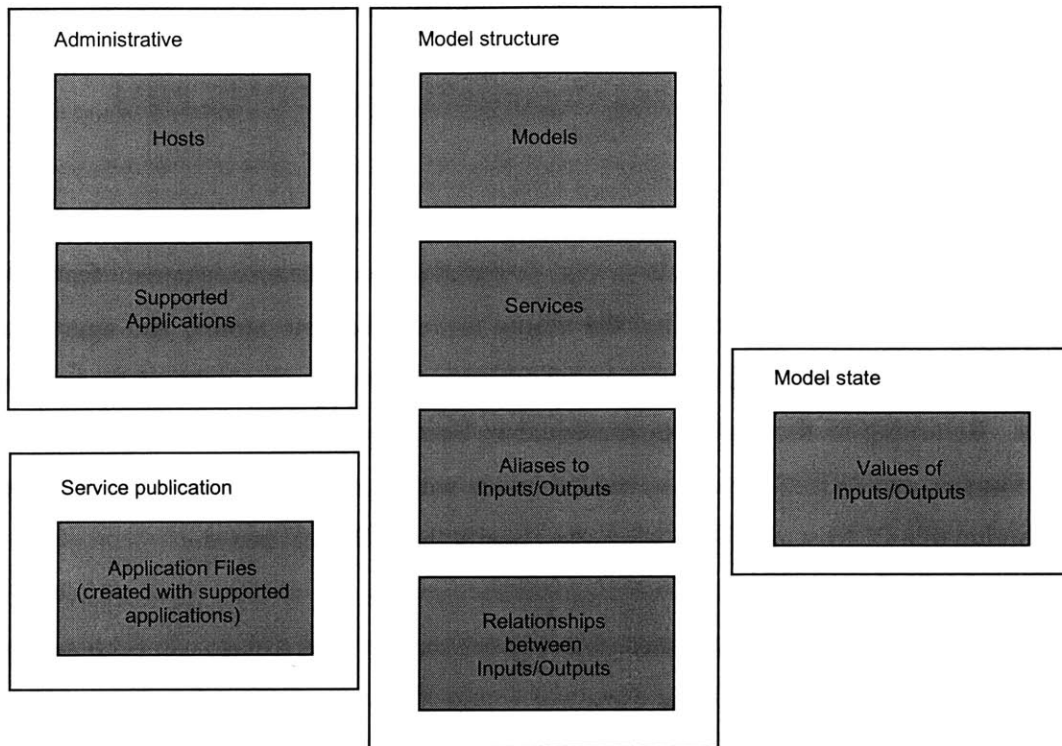 Administrative
Hosts
Supported
Applications
Service publication
Application Files
(created with supported
applications)
Model structure
Models
Services
Aliases to
Inputs/Outputs
Relationships
between
Inputs/Outputs
Model state
Values of
Inputs/Outputs